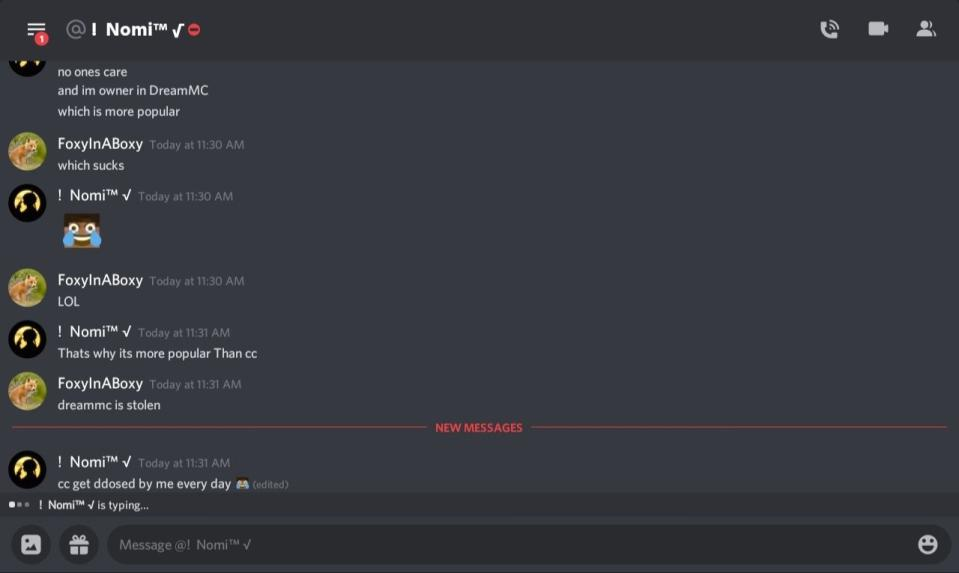 1
@! Nomi™ √
no ones care
and im owner in DreamMC
which is more popular
FoxyInABoxy Today at 11:30 AM
which sucks
! Nomi™ √ Today at 11:30 AM
FoxyInABoxy Today at 11:30 AM
LOL
! Nomi™ √ Today at 11:31 AM
Thats why its more popular Than cc
FoxyInABoxy Today at 11:31 AM
dreammc is stolen
NEW MESSAGES
! Nomi™ √ Today at 11:31 AM
cc get ddosed by me every day (edited)
! Nomi™ √ is typing...
Message @! Nomi™ √